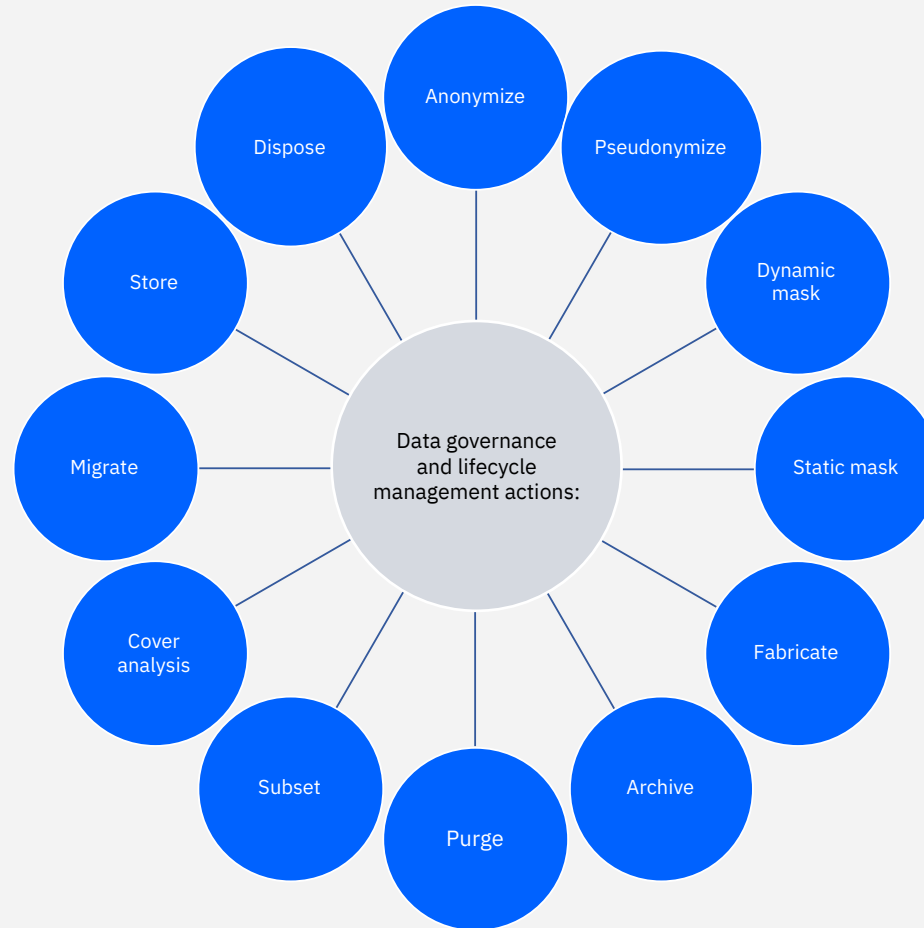 Anonymize
Pseudonymize
Dynamic
mask
Static mask
Fabricate
Archive
Purge
Subset
Cover
analysis
Migrate
Store
Dispose
Data governance
and lifecycle
management actions: